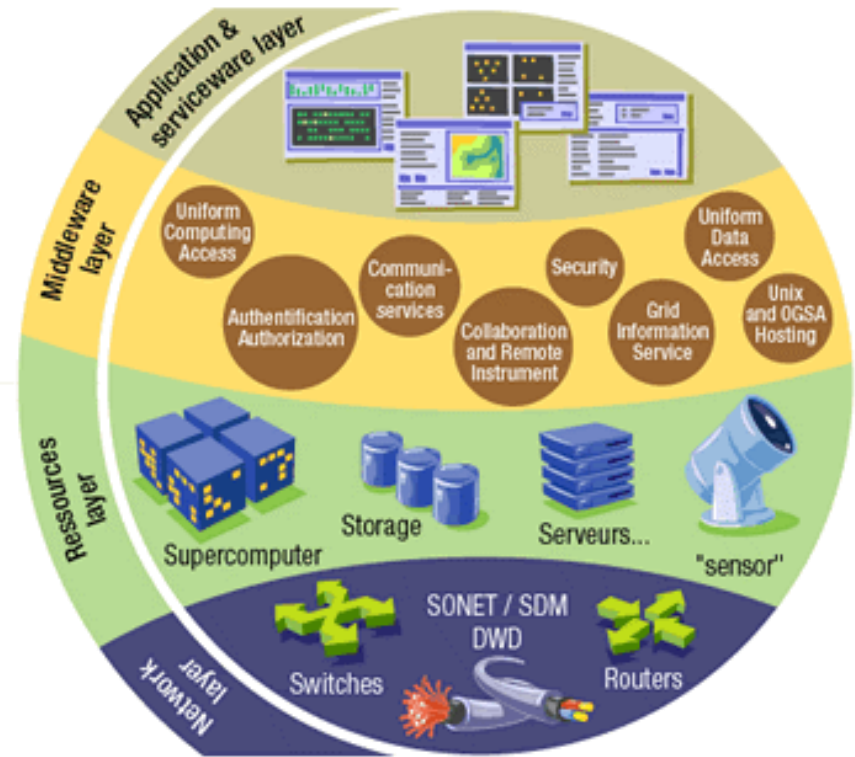 Application &
serviceware layer
Middleware
layer
Uniform
Computing
Access
Authentification
Authorization
Communi-
cation
services
Collaboration
and Remote
Instrument
Security
Grid
Information
Service
Uniform
Data
Access
Unix
and OGSA
Hosting
Ressources
layer
Supercomputer
Storage
Serveurs...
"sensor"
Network
layer
Switches
SONET / SDM
DWD
Routers